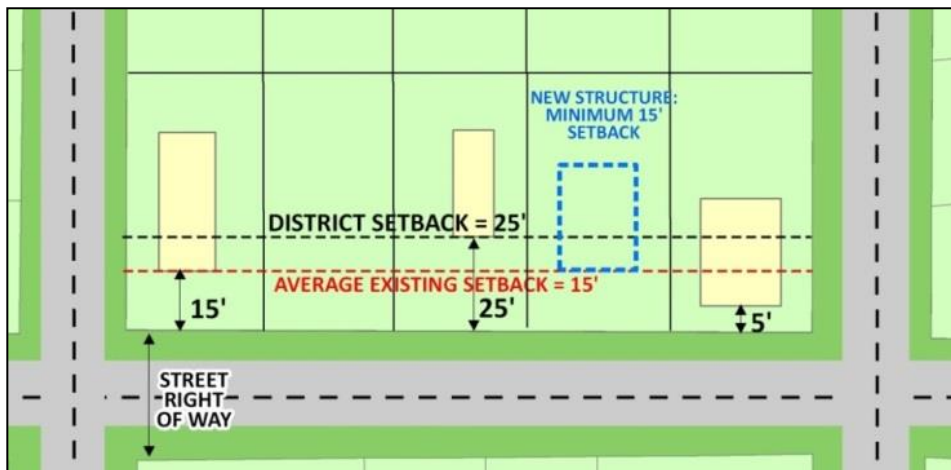 NEW STRUCTURE:
MINIMUM 15'
SETBACK
DISTRICT SETBACK = 25'
AVERAGE EXISTING SETBACK = 15'
15'
25'
5'
STREET
RIGHT
OF WAY